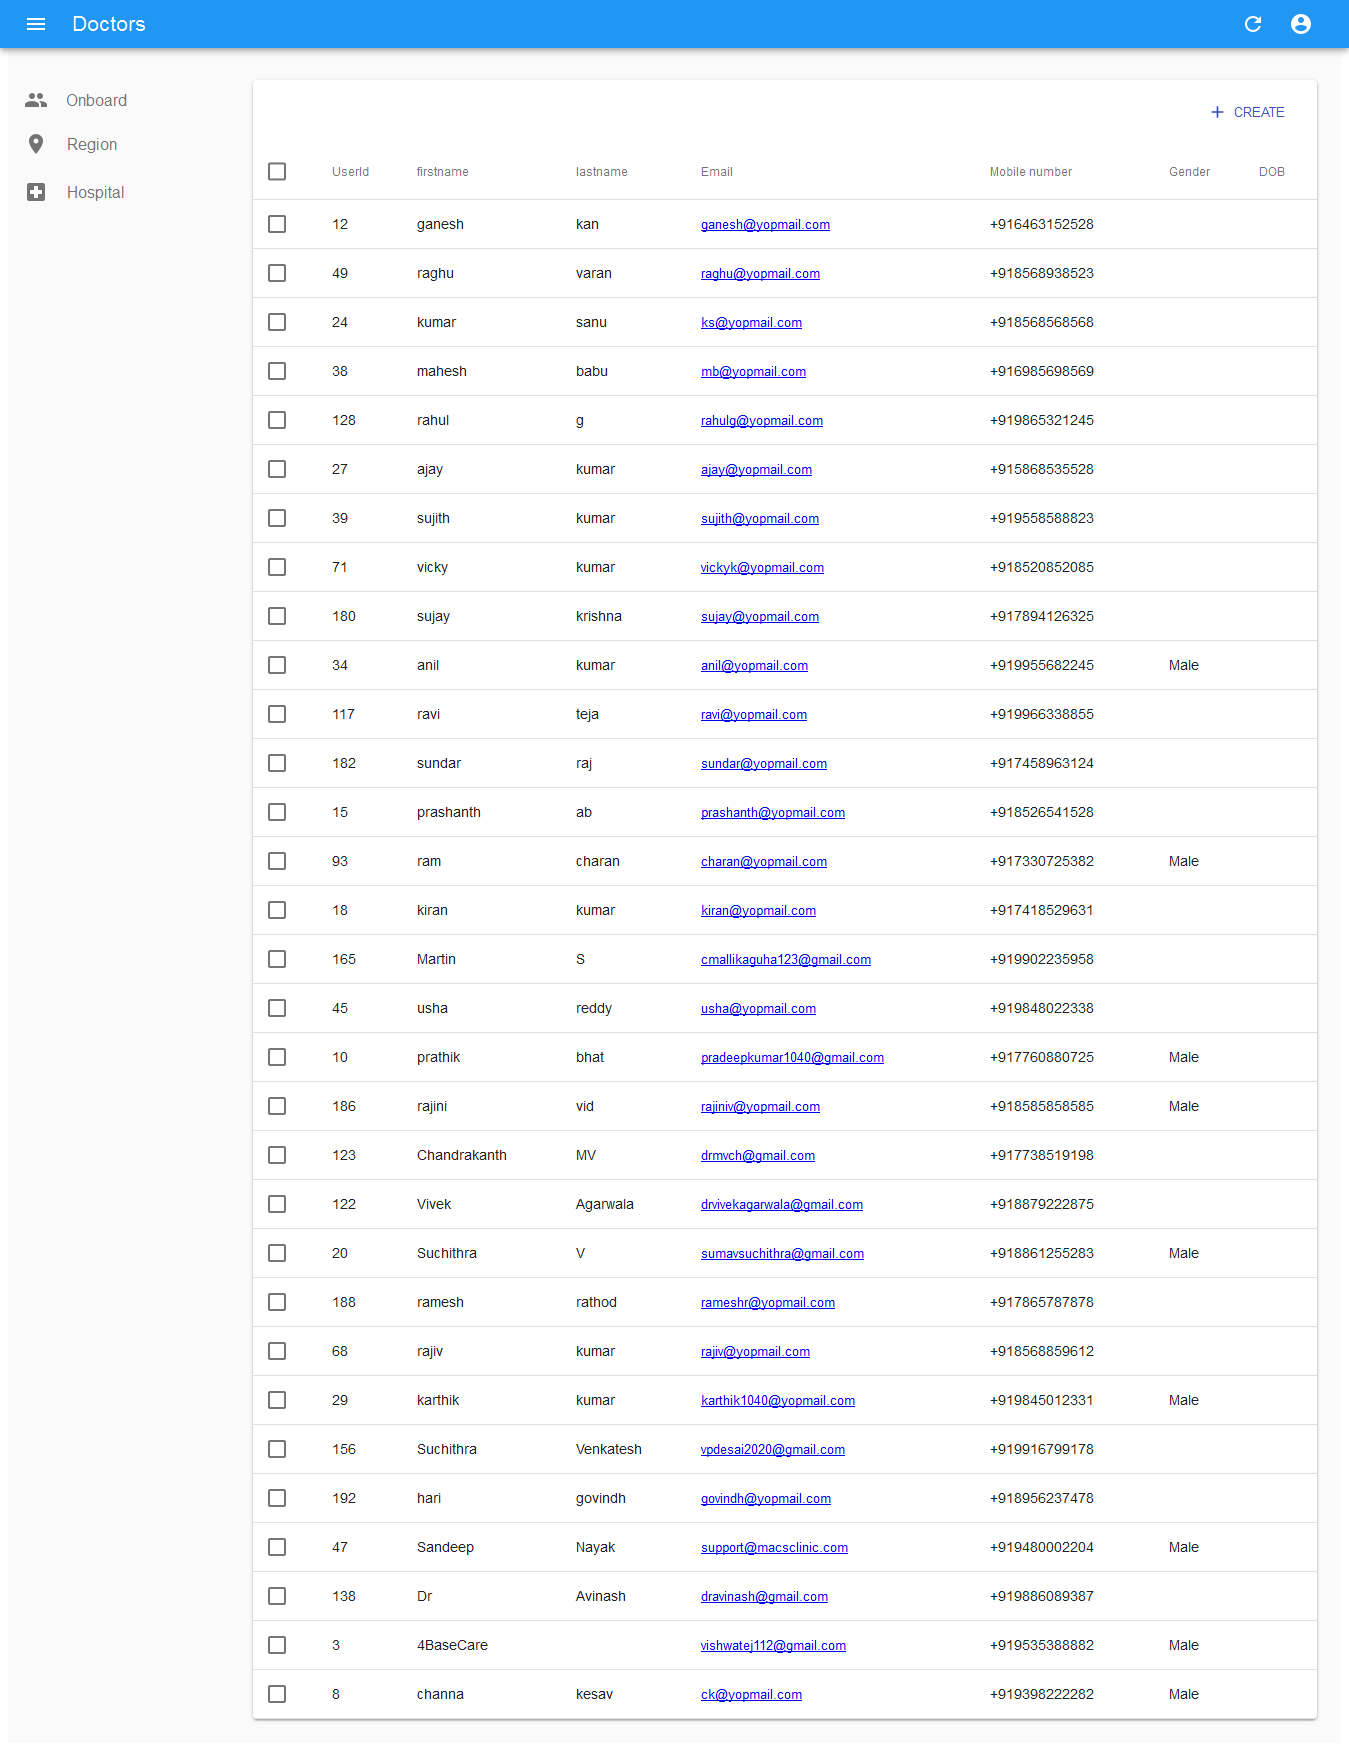 Doctors
Onboard
Region
Hospital
CREATE
UserId firstname lastname Email Mobile number Gender DOB
12 ganesh kan ganesh@yopmail.com +916463152528
49 raghu varan raghu@yopmail.com +918568938523
24 kumar sanu ks@yopmail.com +918568568568
38 mahesh babu mb@yopmail.com +916985698569
128 rahul g rahulg@yopmail.com +919865321245
27 ajay kumar ajay@yopmail.com +915868535528
39 sujith kumar sujith@yopmail.com +919558588823
71 vicky kumar vickyk@yopmail.com +918520852085
180 sujay krishna sujay@yopmail.com +917894126325
34 anil kumar anil@yopmail.com +919955682245 Male
117 ravi teja ravi@yopmail.com +919966338855
182 sundar raj sundar@yopmail.com +917458963124
15 prashanth ab prashanth@yopmail.com +918526541528
93 ram charan charan@yopmail.com +917330725382 Male
18 kiran kumar kiran@yopmail.com +917418529631
165 Martin S cmallikaguha123@gmail.com +919902235958
45 usha reddy usha@yopmail.com +919848022338
10 prathik bhat pradeepkumar1040@gmail.com +917760880725 Male
186 rajini vid rajiniv@yopmail.com +918585858585 Male
123 Chandrakanth MV drmvch@gmail.com +917738519198
122 Vivek Agarwala drvivekagarwala@gmail.com +918879222875
20 Suchithra V sumavsuchithra@gmail.com +918861255283 Male
188 ramesh rathod rameshr@yopmail.com +917865787878
68 rajiv kumar rajiv@yopmail.com +918568859612
29 karthik kumar karthik1040@yopmail.com +919845012331 Male
156 Suchithra Venkatesh vpdesai2020@gmail.com +919916799178
192 hari govindh govindh@yopmail.com +918956237478
47 Sandeep Nayak support@macsclinic.com +919480002204 Male
138 Dr Avinash dravinash@gmail.com +919886089387
3 4BaseCare vishwatej112@gmail.com +919535388882 Male
8 channa kesav ck@yopmail.com +919398222282 Male